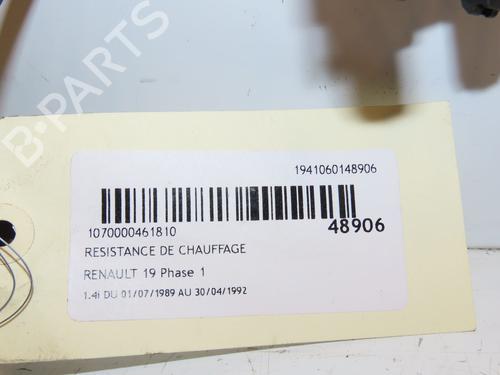 B-PARTS
1941060148906
1070000461810
48906
RESISTANCE DE CHAUFFAGE
RENAULT 19 Phase 1
1.4i DU 01/07/1989 AU 30/04/1992